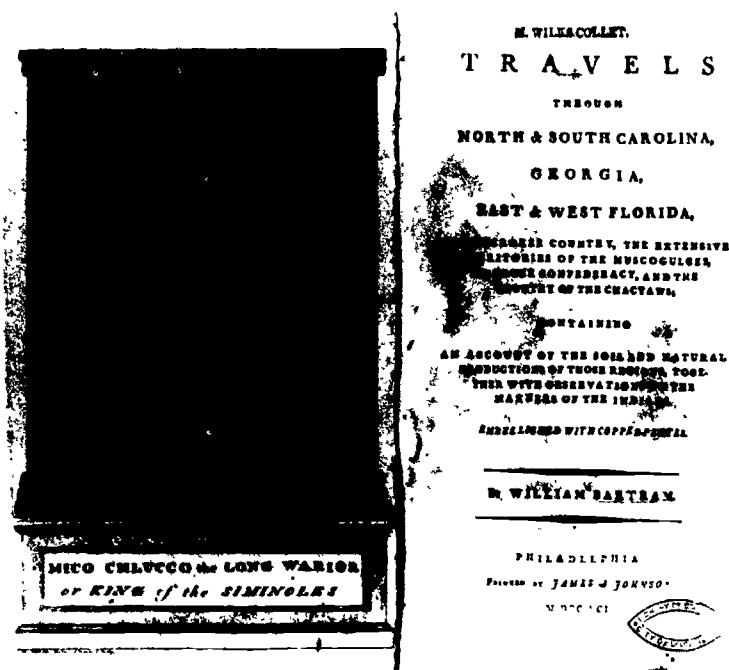 MICO CHLUCCO the LONG WARIOR
or KING of the SIMINOLES
TRAVELS
THROUGH
NORTH & SOUTH CAROLINA,
GEORGIA,
EAST & WEST FLORIDA,
COUNTRY, THE EXTENSIVE
TERRITORIES OF THE MUSCOGULGES,
CONFEDERACY, AND THE
COUNTRY OF THE CHACTAWS,
CONTAINING
AN ACCOUNT OF THE SOIL AND NATURAL
PRODUCTIONS OF THOSE REGIONS, TOGE-
THER WITH OBSERVATIONS ON THE
MANNERS OF THE INDIANS.
EMBELLISHED WITH COPPER-PLATES.
By WILLIAM BARTRAM.
PHILADELPHIA
PRINTED BY JAMES & JOHNSON